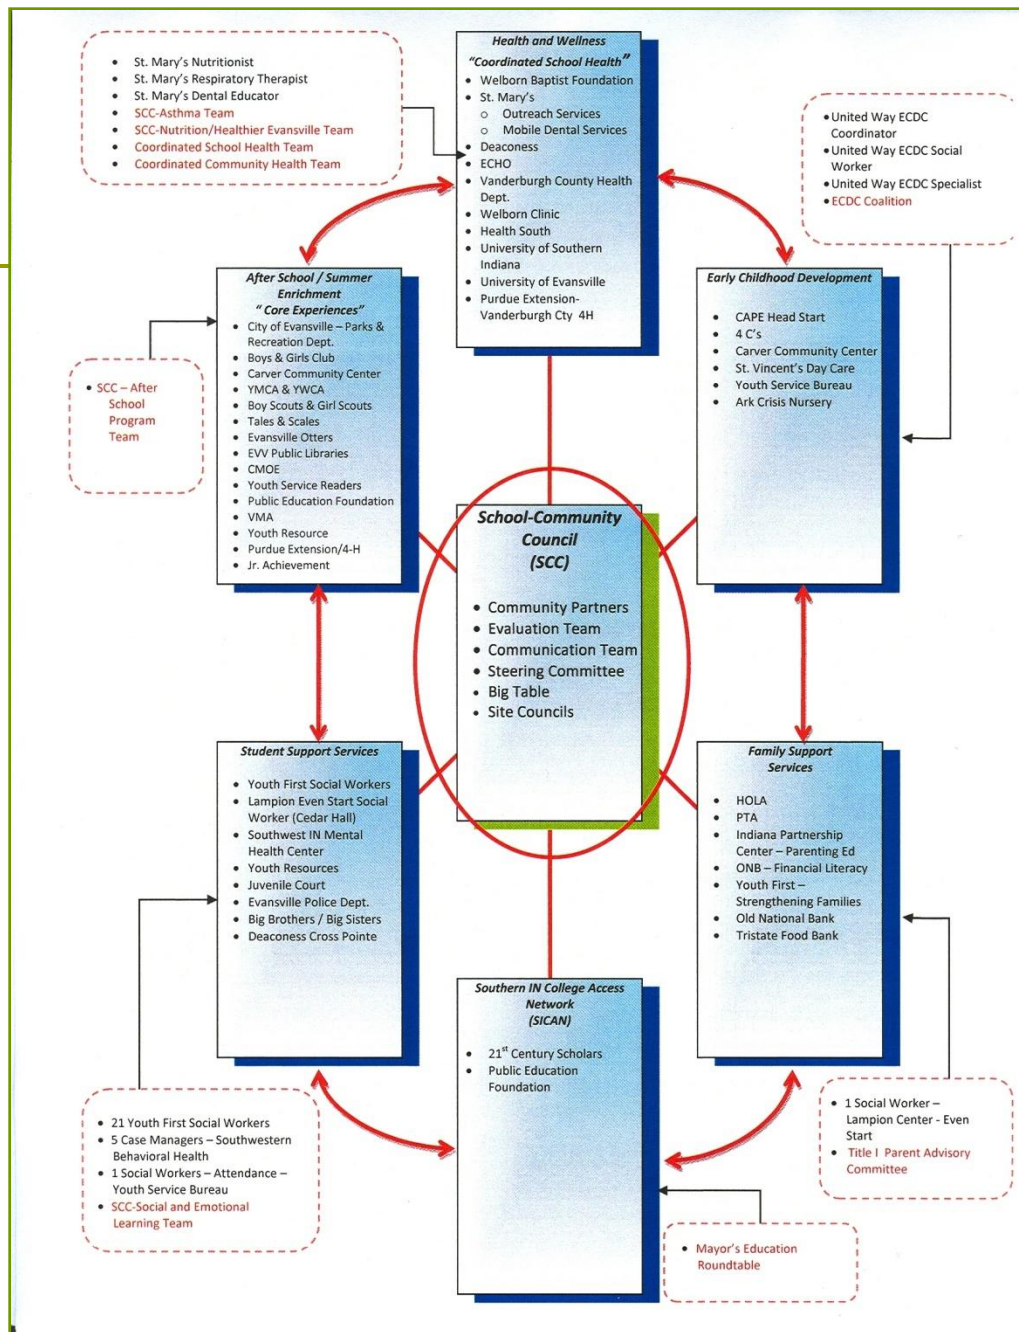 Health and Wellness
"Coordinated School Health"
• Welborn Baptist Foundation
• St. Mary's
o Outreach Services
o Mobile Dental Services
• Deaconess
• ECHO
• Vanderburgh County Health
Dept.
• Welborn Clinic
• Health South
• University of Southern
Indiana
• University of Evansville
• Purdue Extension-
Vanderburgh Cty 4H
• St. Mary's Nutritionist
• St. Mary's Respiratory Therapist
• St. Mary's Dental Educator
• SCC-Asthma Team
• SCC-Nutrition/Healthier Evansville Team
• Coordinated School Health Team
• Coordinated Community Health Team
• United Way ECDC
Coordinator
• United Way ECDC Social
Worker
• United Way ECDC Specialist
• ECDC Coalition
After School / Summer
Enrichment
" Core Experiences"
• City of Evansville – Parks &
Recreation Dept.
• Boys & Girls Club
• Carver Community Center
• YMCA & YWCA
• Boy Scouts & Girl Scouts
• Tales & Scales
• Evansville Otters
• EVV Public Libraries
• CMOE
• Youth Service Readers
• Public Education Foundation
• VMA
• Youth Resource
• Purdue Extension/4-H
• Jr. Achievement
• SCC – After
School
Program
Team
Early Childhood Development
• CAPE Head Start
• 4 C's
• Carver Community Center
• St. Vincent's Day Care
• Youth Service Bureau
• Ark Crisis Nursery
School-Community
Council
(SCC)
• Community Partners
• Evaluation Team
• Communication Team
• Steering Committee
• Big Table
• Site Councils
Student Support Services
• Youth First Social Workers
• Lampion Even Start Social
Worker (Cedar Hall)
• Southwest IN Mental
Health Center
• Youth Resources
• Juvenile Court
• Evansville Police Dept.
• Big Brothers / Big Sisters
• Deaconess Cross Pointe
Family Support
Services
• HOLA
• PTA
• Indiana Partnership
Center – Parenting Ed
• ONB – Financial Literacy
• Youth First –
Strengthening Families
• Old National Bank
• Tristate Food Bank
Southern IN College Access
Network
(SICAN)
• 21st Century Scholars
• Public Education
Foundation
• 21 Youth First Social Workers
• 5 Case Managers – Southwestern
Behavioral Health
• 1 Social Workers – Attendance –
Youth Service Bureau
• SCC-Social and Emotional
Learning Team
• 1 Social Worker –
Lampion Center - Even
Start
• Title I Parent Advisory
Committee
• Mayor's Education
Roundtable